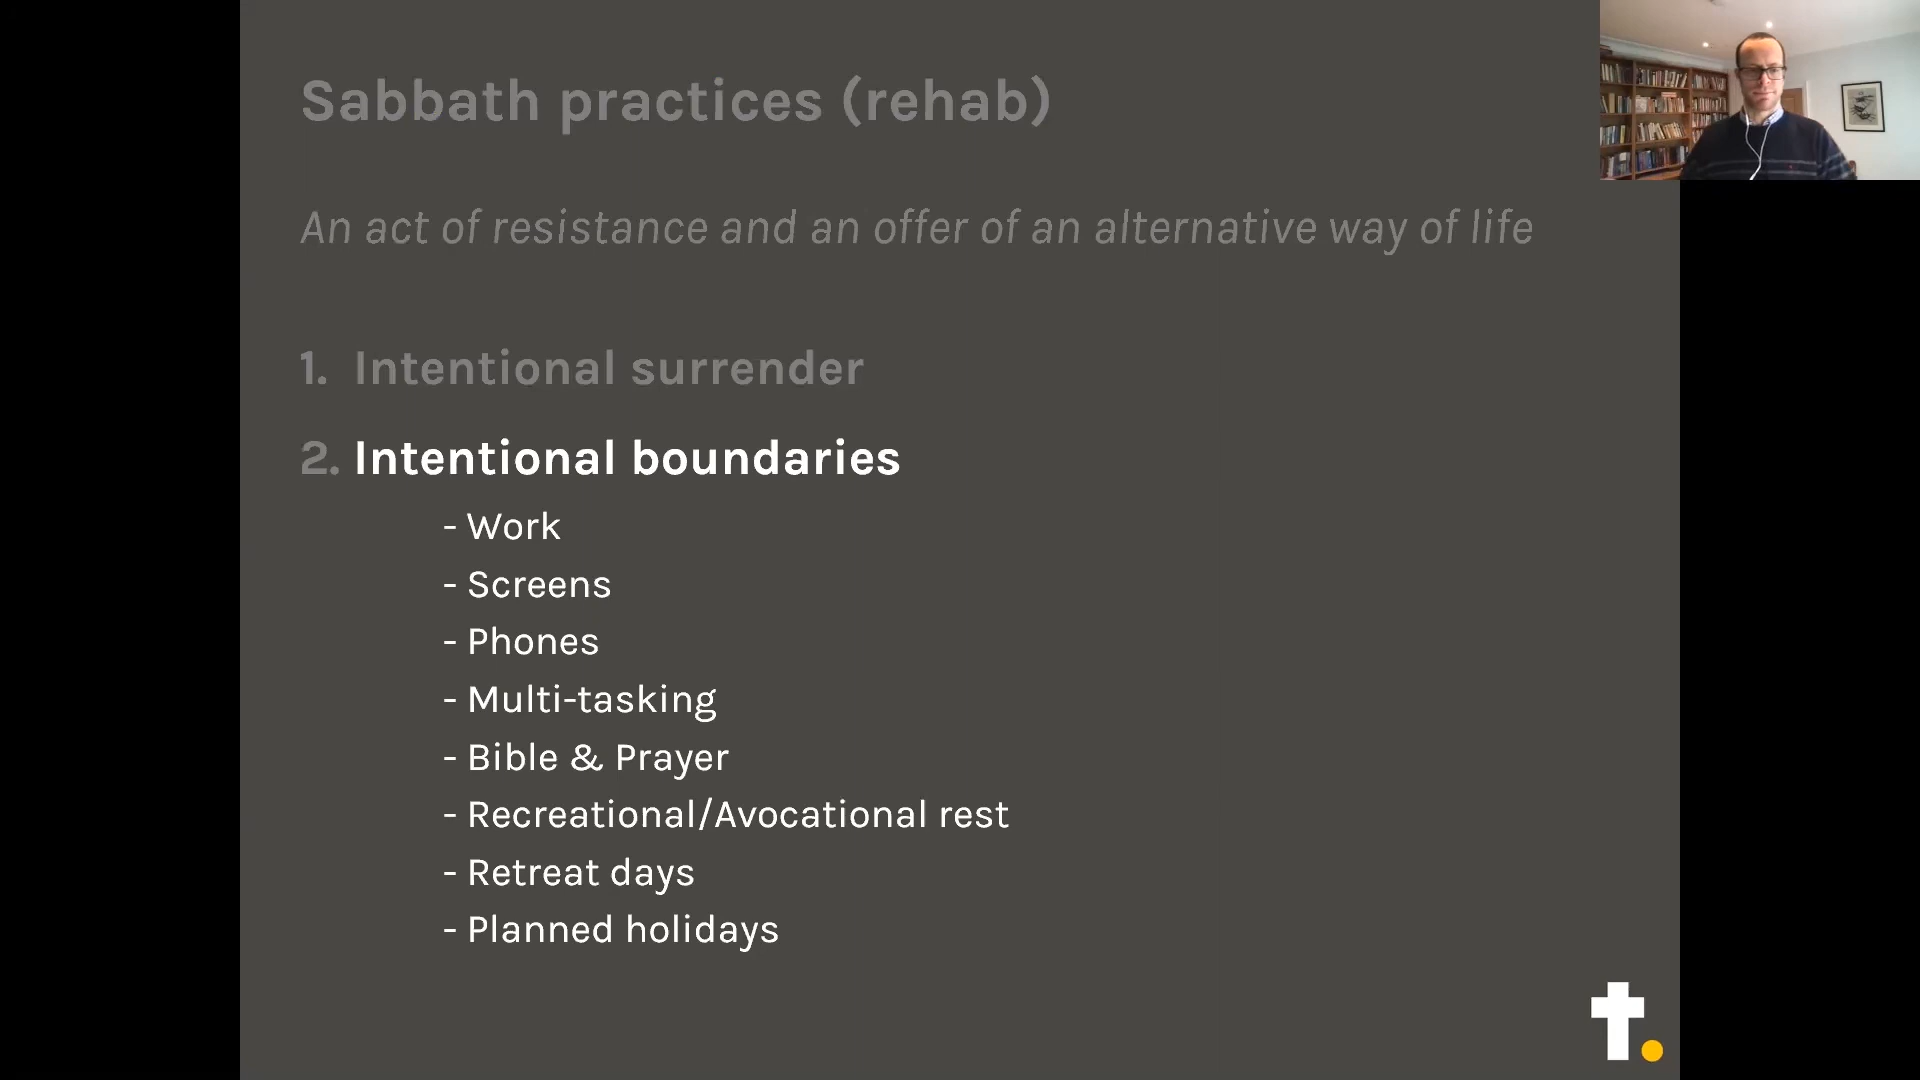 Sabbath practices (rehab)
An act of resistance and an offer of an alternative way of life
1. Intentional surrender
2. Intentional boundaries
- Work
- Screens
- Phones
- Multi-tasking
- Bible & Prayer
- Recreational/Avocational rest
- Retreat days
- Planned holidays
t.